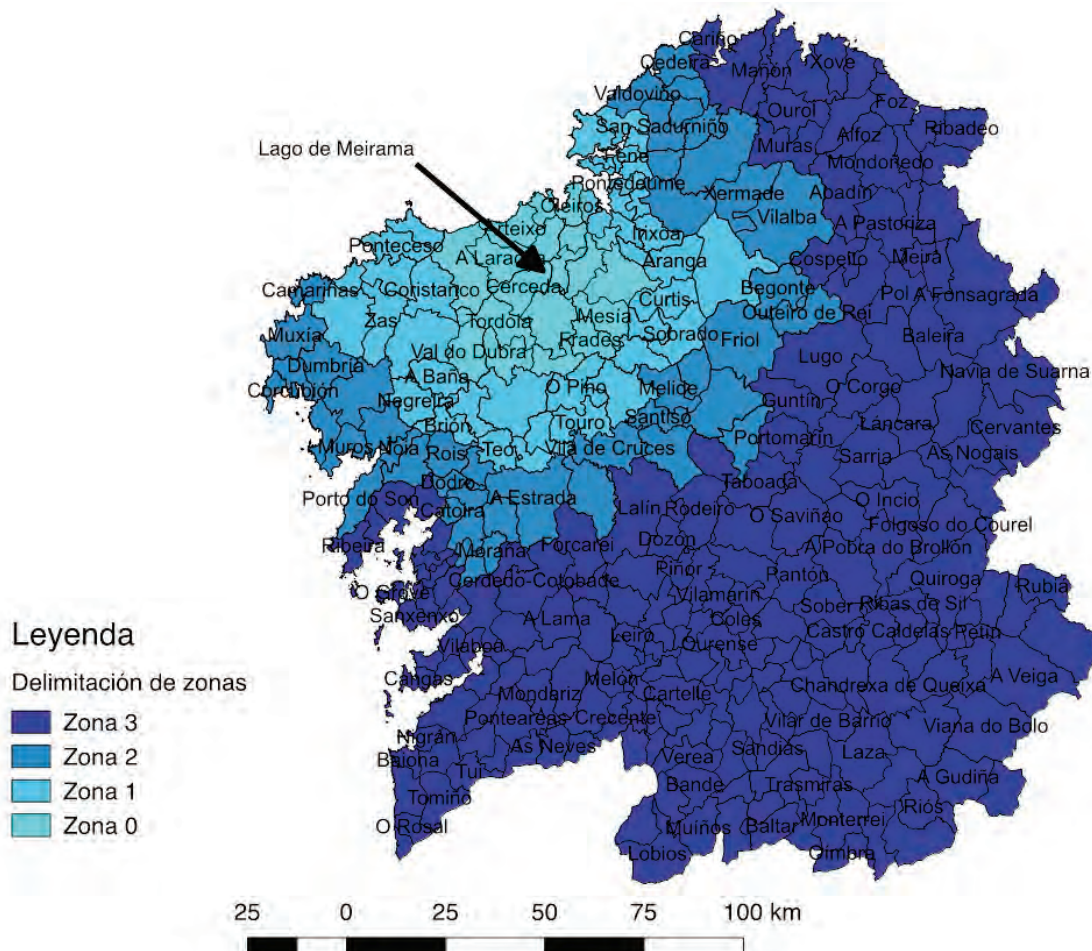 Cariño
Cedeira
Mañón
Xove
Valdoviño
Ourol
Foz
San Sadurniño
Alfoz
Ribadeo
Lago de Meirama
Fene
Muras
Mondoñedo
Pontedeume
Xermade
Abadín
Oleiros
Vilalba
A Pastoriza
Irixoa
Ponteceso
Aranga
Cospeito
Meira
Cerceda
Camariñas
Coristanco
Curtis
Begonte
Pol
A Fonsagrada
Mesía
Outeiro de Rei
Zas
Tordoia
Muxía
Sobrado
Friol
Baleira
Frades
Val do Dubra
Lugo
Dumbría
Navia de Suarna
A Baña
O Pino
Melide
O Corgo
Corcubión
Negreira
Guntín
Santiso
Láncara
Brión
Touro
Cervantes
Portomarín
Muros
Noia
Rois
Teo
Vila de Cruces
As Nogais
Sarria
Dodro
Taboada
Porto do Son
A Estrada
O Incio
Catoira
Lalín
Rodeiro
O Saviñao
Folgoso do Courel
Ribeira
Moraña
Forcarei
Dozón
A Pobra do Brollón
Piñor
Pantón
Cerdedo-Cotobade
Quiroga
Rubiá
O Grove
Vilamarín
Sober
Ribas de Sil
Sanxenxo
A Lama
Coles
Leiro
Castro Caldelas
Petín
Vilaboa
Ourense
Cangas
Melón
A Veiga
Mondariz
Cartelle
Chandrexa de Queixa
Ponteareas
Crecente
Vilar de Barrio
Viana do Bolo
Nigrán
As Neves
Sandiás
Laza
Baiona
Verea
Tui
A Gudiña
Bande
Trasmiras
Tomiño
Riós
O Rosal
Muíños
Baltar
Monterrei
Lobios
Oímbra
Leyenda
Delimitación de zonas
Zona 3
Zona 2
Zona 1
Zona 0
25 0 25 50 75 100 km